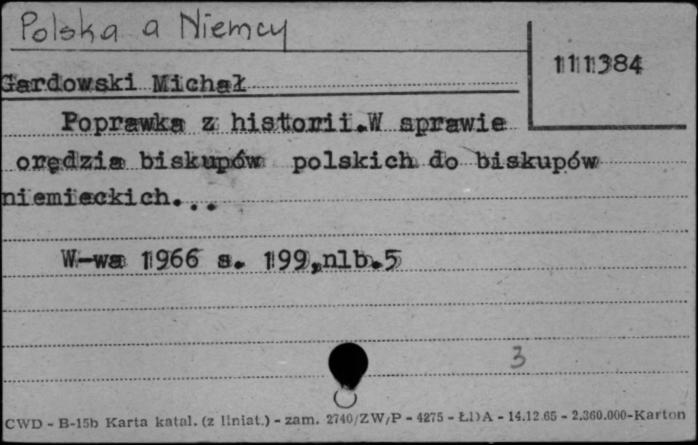 Polska a Niemcy
111384
Gardowski Michał
Poprawka z historii.W sprawie
orędzia biskupów polskich do biskupów
niemieckich...
W-wa 1966 s. 199,nlb.5
3
CWD - B-15b Karta katal. (z liniat.) - zam. 2740/ZW/P - 4275 - ŁDA - 14.12.65 - 2.360.000-Karton